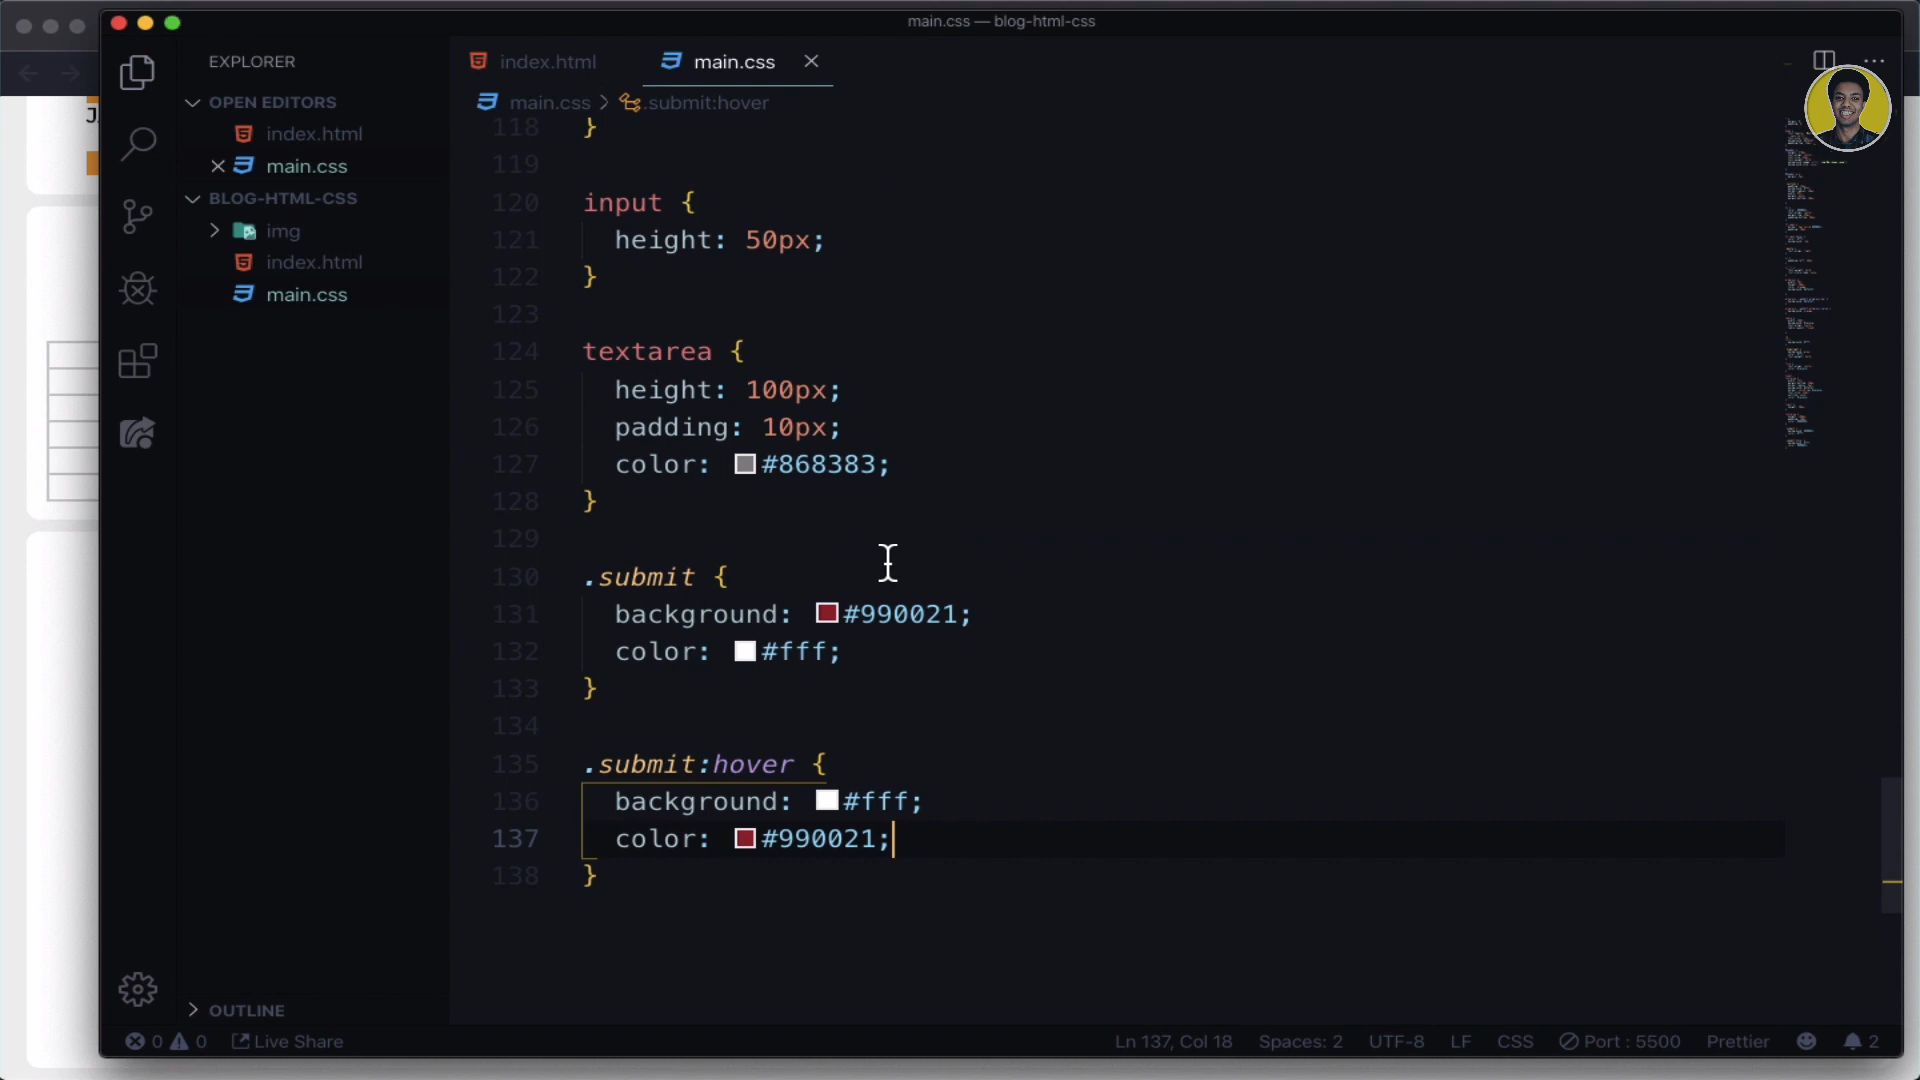 main.css — blog-html-css
EXPLORER
OPEN EDITORS
index.html
main.css
BLOG-HTML-CSS
img
index.html
main.css
OUTLINE
index.html
main.css
main.css > .submit:hover
118 }
119
120 input {
121 height: 50px;
122 }
123
124 textarea {
125 height: 100px;
126 padding: 10px;
127 color: #868383;
128 }
129
130 .submit {
131 background: #990021;
132 color: #fff;
133 }
134
135 .submit:hover {
136 background: #fff;
137 color: #990021;
138 }
0 0 Live Share
Ln 137, Col 18 Spaces: 2 UTF-8 LF CSS Port : 5500 Prettier 2